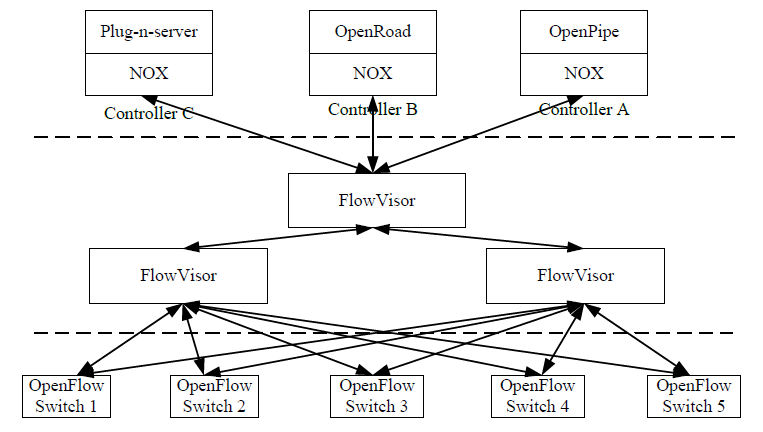 Plug-n-server
OpenRoad
OpenPipe
NOX
NOX
NOX
Controller C
Controller B
Controller A
FlowVisor
FlowVisor
FlowVisor
OpenFlow
Switch 1
OpenFlow
Switch 2
OpenFlow
Switch 3
OpenFlow
Switch 4
OpenFlow
Switch 5